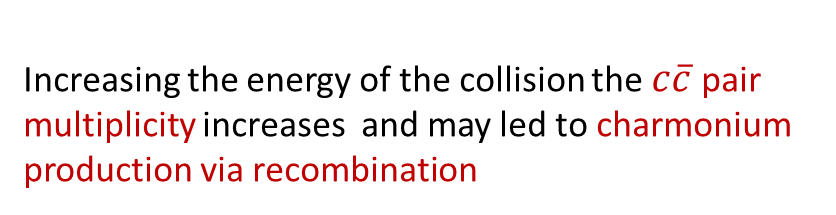 Increasing the energy of the collision the cc̄ pair
multiplicity increases and may led to charmonium
production via recombination